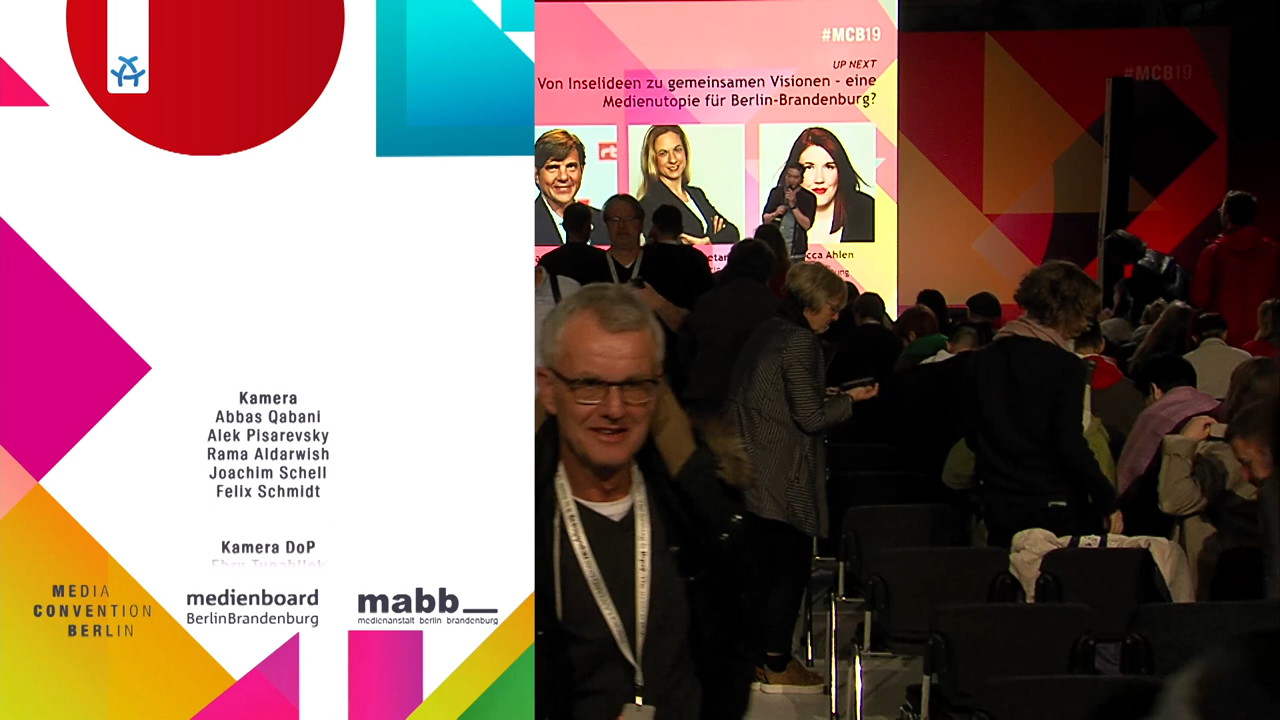 Kamera
Abbas Qabani
Alek Pisarevsky
Rama Aldarwish
Joachim Schell
Felix Schmidt
Kamera DoP
MEDIA
CONVENTION
BERLIN
medienboard
BerlinBrandenburg
mabb
medienanstalt berlin brandenburg
#MCB19
UP NEXT
Von Inselideen zu gemeinsamen Visionen - eine
Medienutopie für Berlin-Brandenburg?
Ahlen
#MCB19